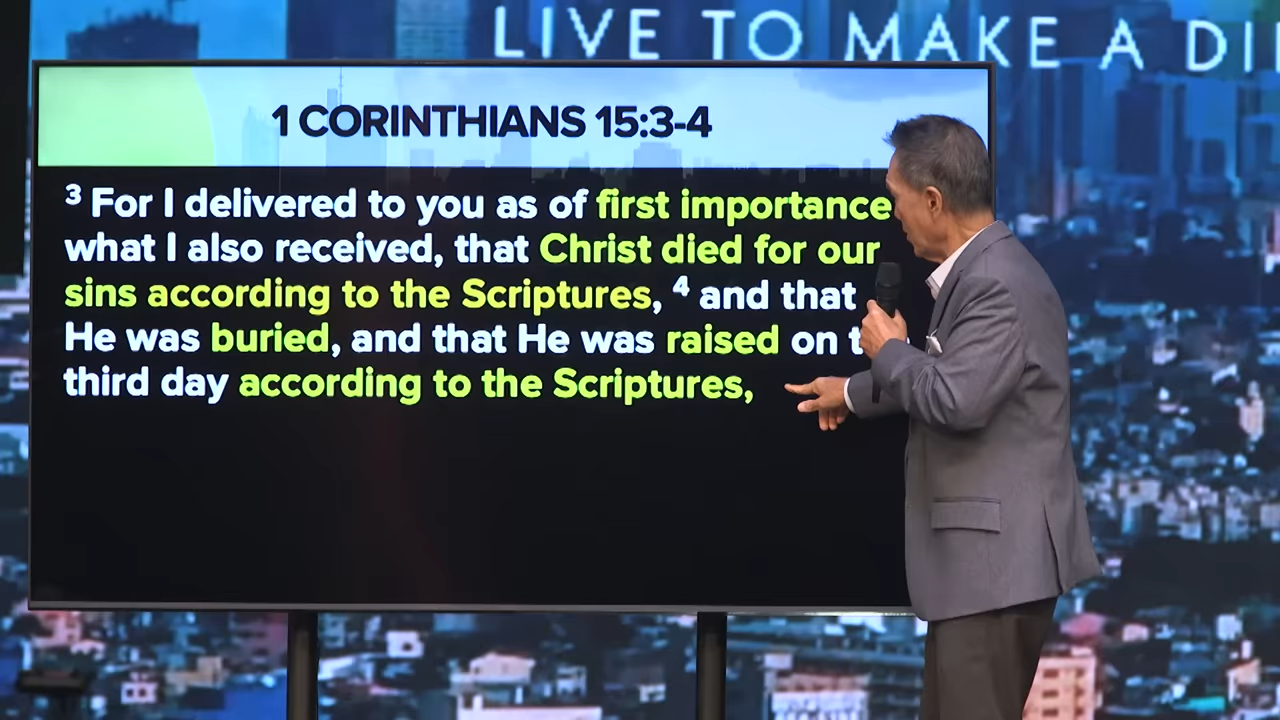 LIVE TO MAKE A
1 CORINTHIANS 15:3-4
³ For I delivered to you as of first importance
what I also received, that Christ died for our
sins according to the Scriptures, ⁴ and that
He was buried, and that He was raised on
third day according to the Scriptures,